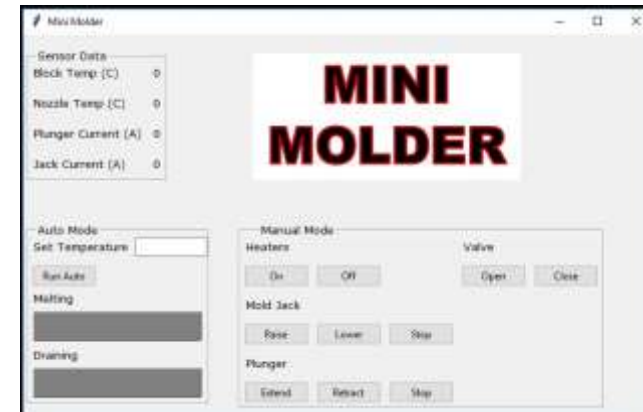 Mini Molder
Sensor Data
Block Temp (C) 0
Nozzle Temp (C) 0
Plunger Current (A) 0
Jack Current (A) 0
MINI
MOLDER
Auto Mode
Set Temperature
Run Auto
Melting
Draining
Manual Mode
Heaters
On Off
Valve
Open Close
Mold Jack
Raise Lower Stop
Plunger
Extend Retract Stop